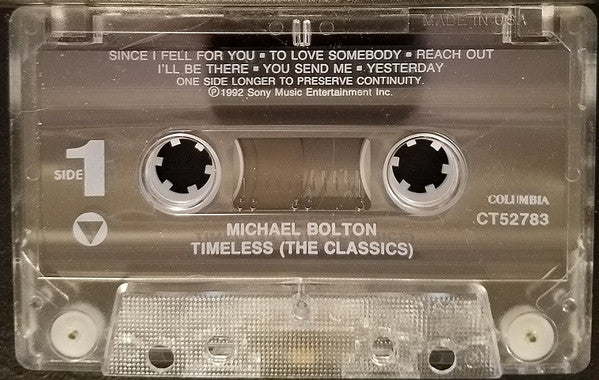 MADE IN USA
SINCE I FELL FOR YOU ▪ TO LOVE SOMEBODY ▪ REACH OUT
I'LL BE THERE ▪ YOU SEND ME ▪ YESTERDAY
ONE SIDE LONGER TO PRESERVE CONTINUITY.
℗1992 Sony Music Entertainment Inc.
SIDE 1
COLUMBIA
CT52783
MICHAEL BOLTON
TIMELESS (THE CLASSICS)